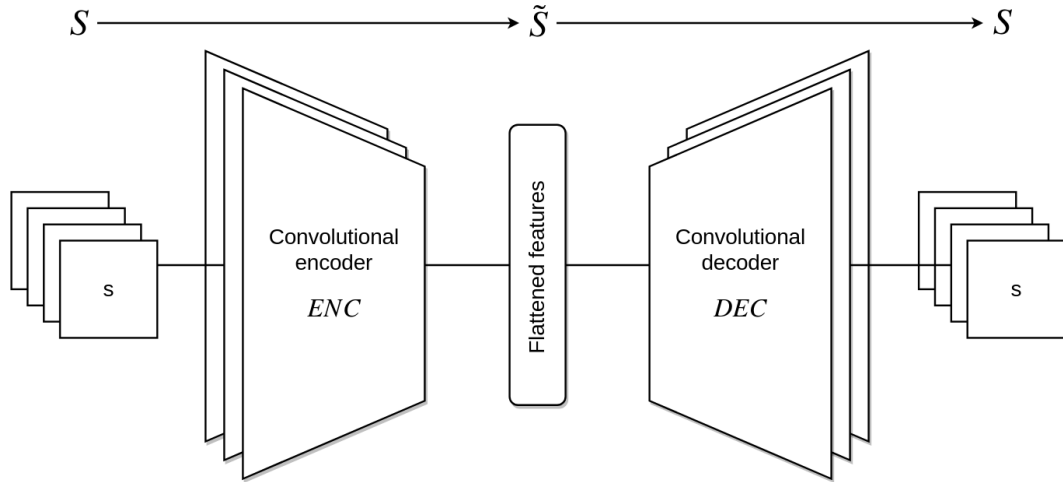 S S̃ S
s
Convolutional
encoder
ENC
Flattened features
Convolutional
decoder
DEC
s